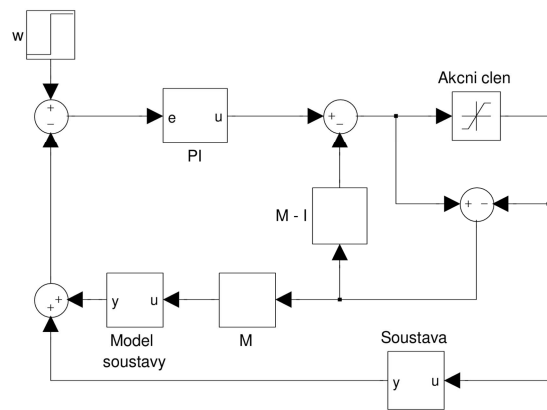 w
Akcni clen
e
u
PI
M - I
y
u
Model
soustavy
M
Soustava
y
u